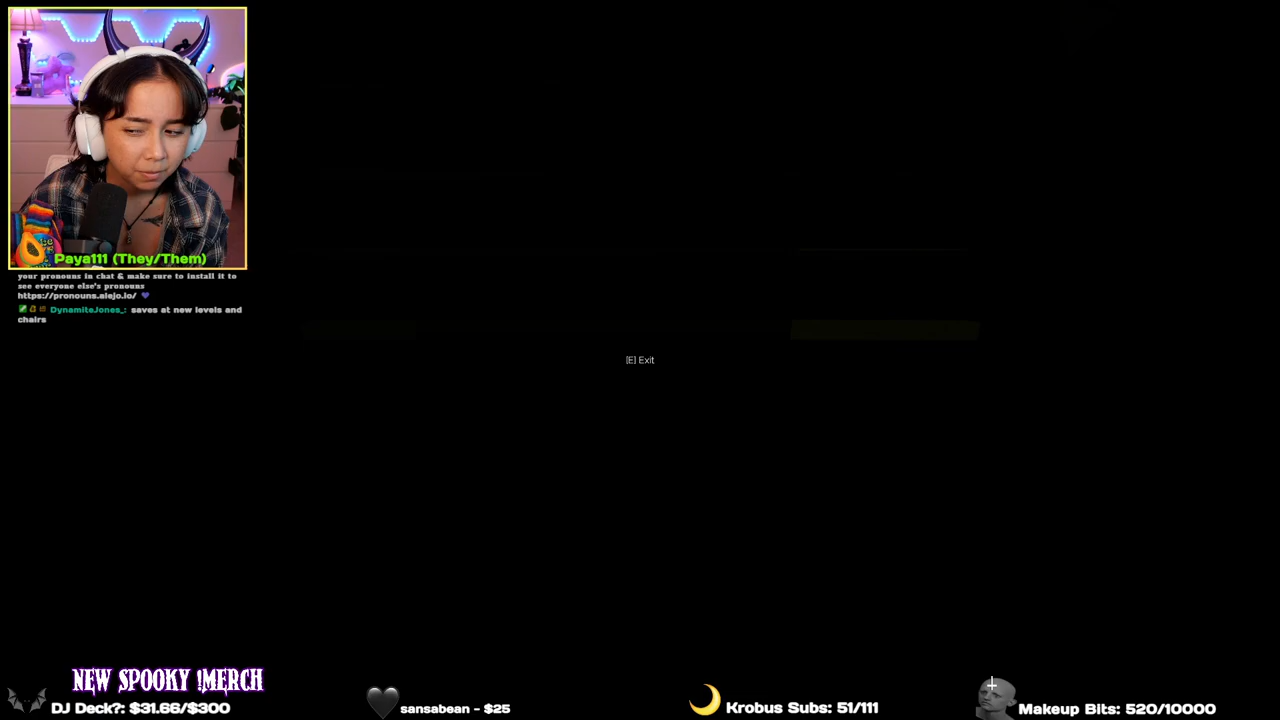 Paya111 (They/Them)
your pronouns in chat & make sure to install it to
see everyone else's pronouns
https://pronouns.alejo.io/
DynamiteJones_: saves at new levels and
chairs
[E] Exit
NEW SPOOKY !MERCH
DJ Deck?: $31.66/$300
sansabean - $25
Krobus Subs: 51/111
Makeup Bits: 520/10000